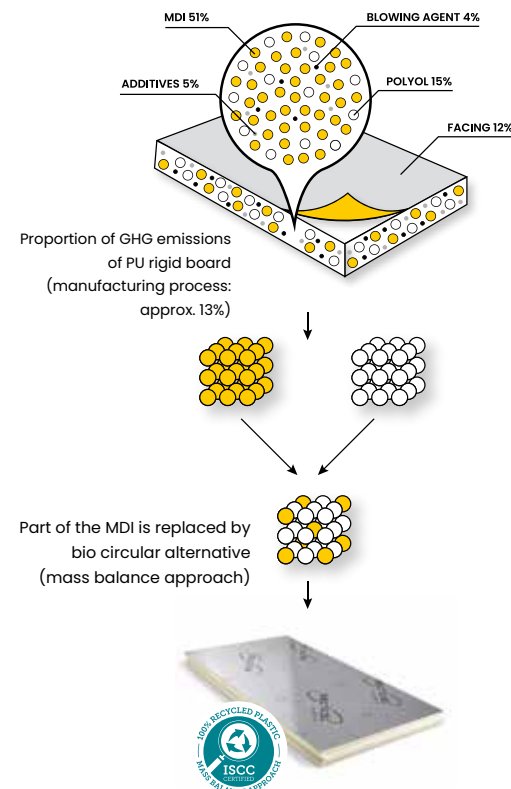 MDI 51%
BLOWING AGENT 4%
ADDITIVES 5%
POLYOL 15%
FACING 12%
Proportion of GHG emissions
of PU rigid board
(manufacturing process:
approx. 13%)
Part of the MDI is replaced by
bio circular alternative
(mass balance approach)
100% RECYCLED PLASTIC
ISCC
CERTIFIED
MASS BALANCE APPROACH